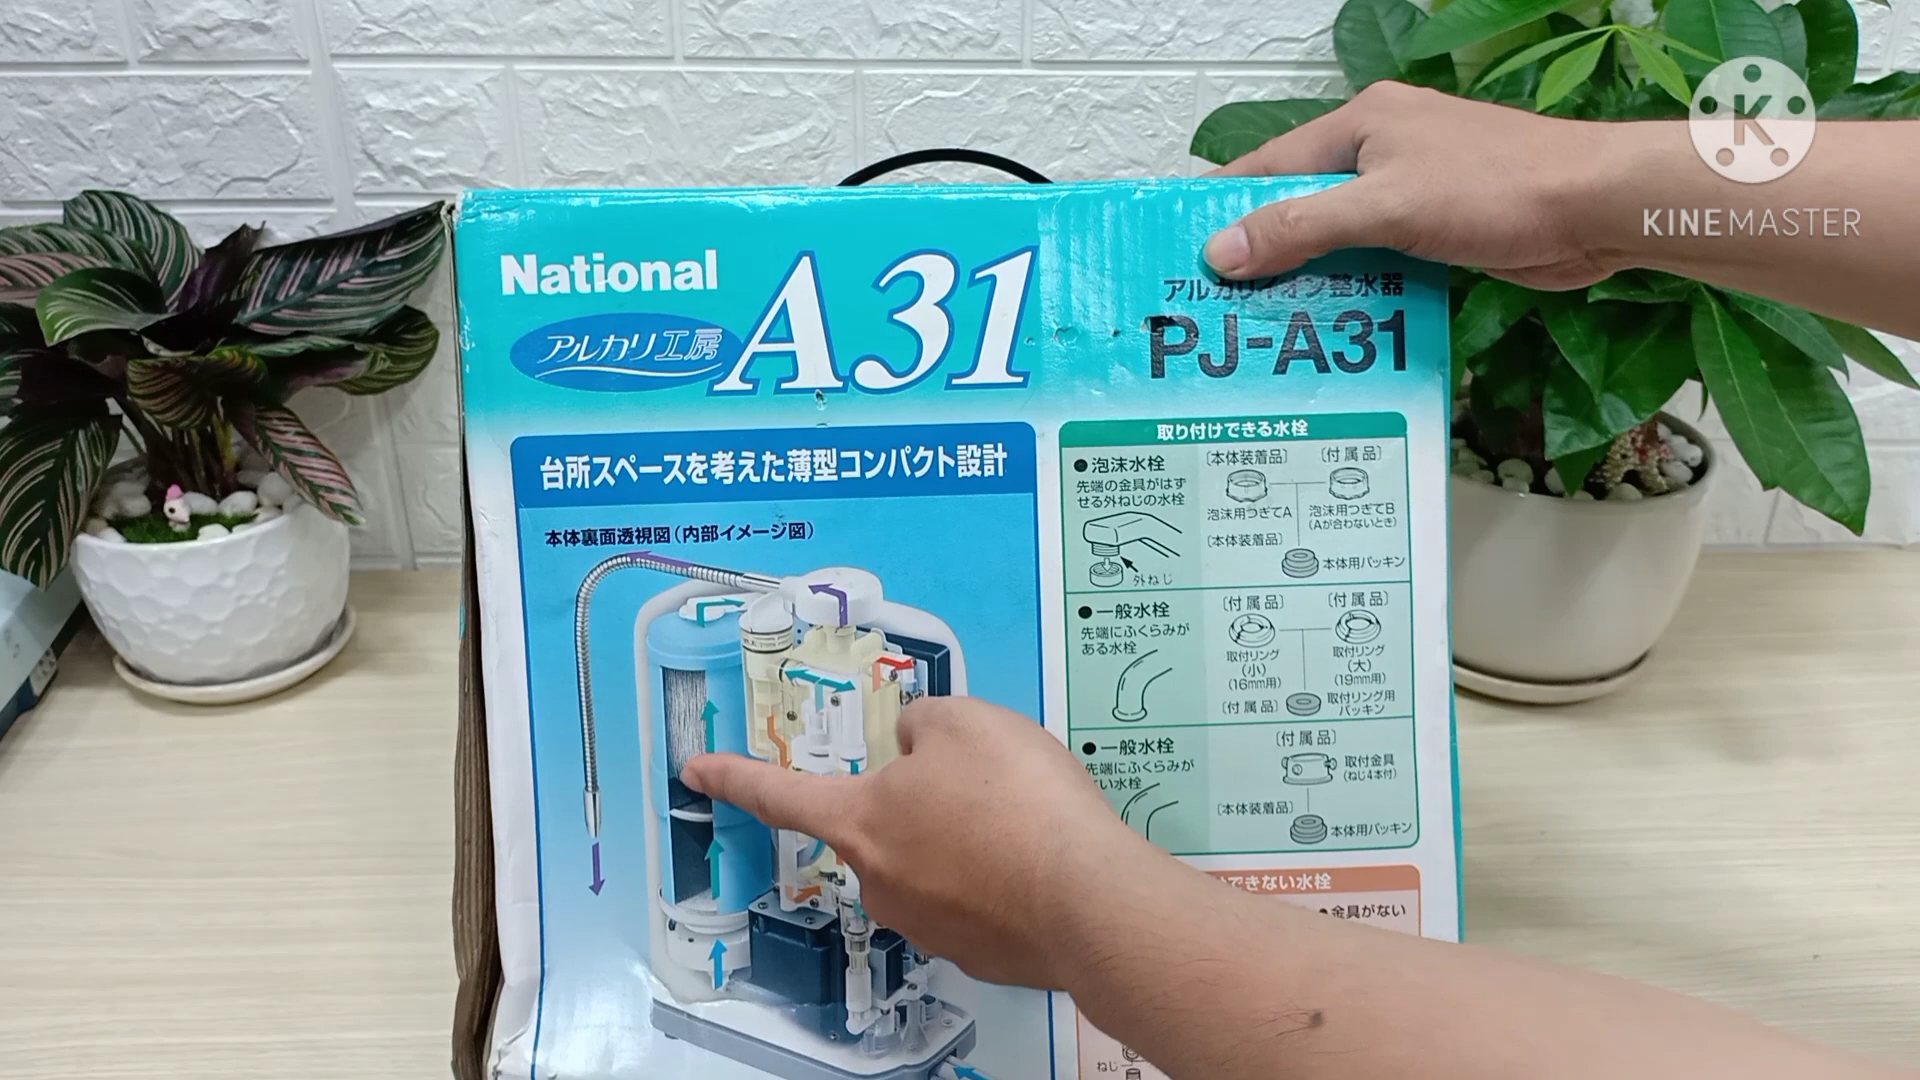 National
アルカリ工房
A31
アルカリイオン整水器
PJ-A31
KINEMASTER
台所スペースを考えた薄型コンパクト設計
本体裏面透視図(内部イメージ図)
取り付けできる水栓
●泡沫水栓
先端の金具がはず
せる外ねじの水栓
外ねじ
〔本体装着品〕
〔付属品〕
泡沫用つぎてA
泡沫用つぎてB
(Aが合わないとき)
〔本体装着品〕
本体用パッキン
●一般水栓
先端にふくらみが
ある水栓
〔付属品〕
〔付属品〕
取付リング
(小)
(16mm用)
取付リング
(大)
(19mm用)
〔付属品〕
取付リング用
パッキン
●一般水栓
先端にふくらみが
い水栓
〔付属品〕
取付金具
(ねじ4本付)
〔本体装着品〕
本体用パッキン
できない水栓
●金具がない
ねじ